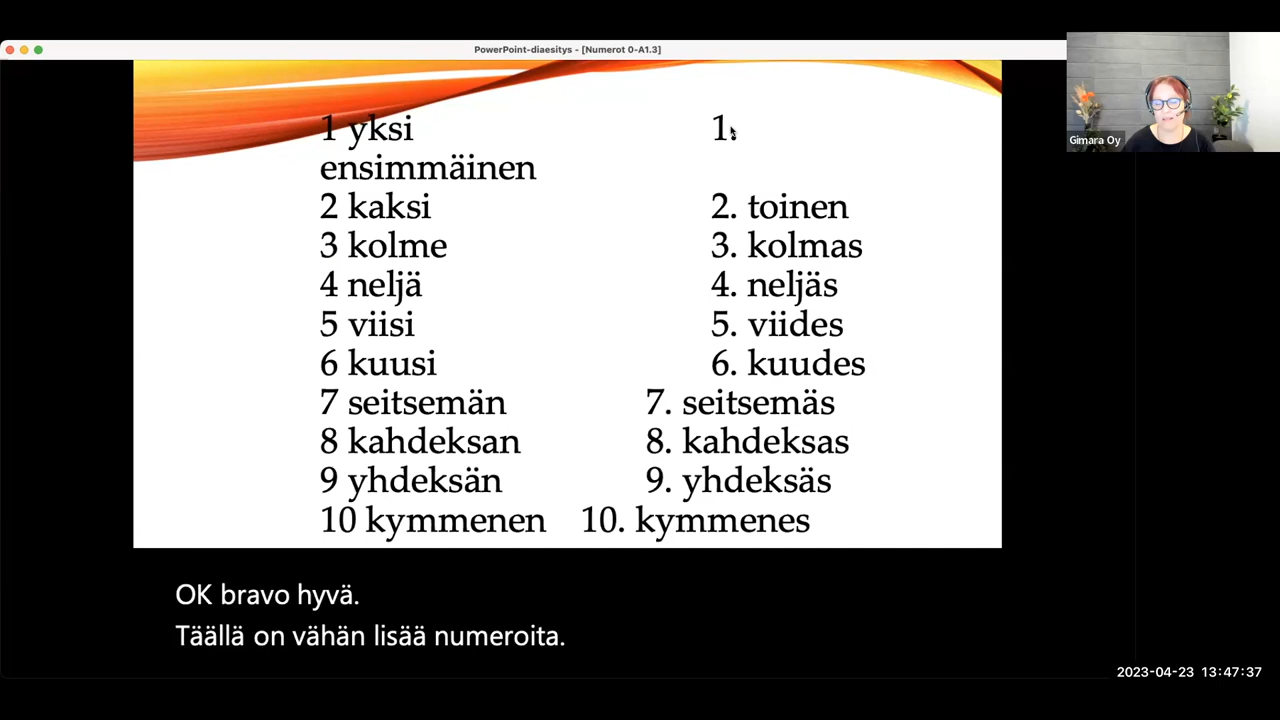 PowerPoint-diaesitys - [Numerot 0-A1.3]
Gimara Oy
1 yksi 1.
ensimmäinen
2 kaksi 2. toinen
3 kolme 3. kolmas
4 neljä 4. neljäs
5 viisi 5. viides
6 kuusi 6. kuudes
7 seitsemän 7. seitsemäs
8 kahdeksan 8. kahdeksas
9 yhdeksän 9. yhdeksäs
10 kymmenen 10. kymmenes
OK bravo hyvä.
Täällä on vähän lisää numeroita.
2023-04-23 13:47:37